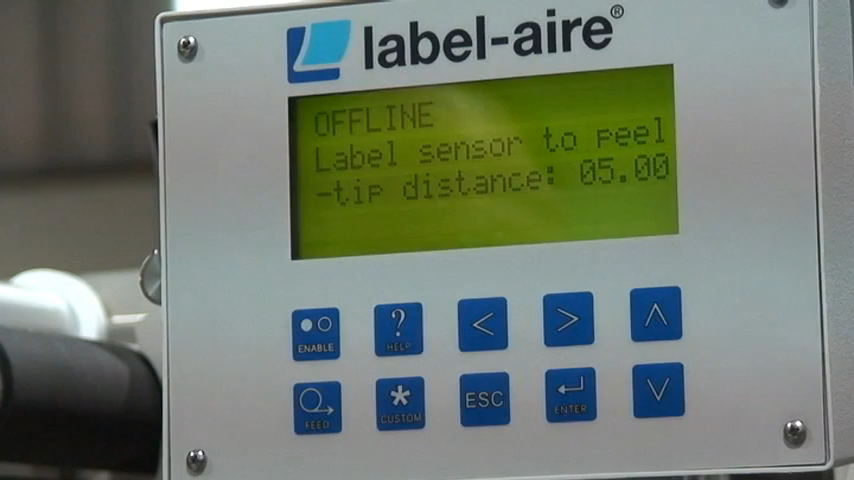 label-aire®
OFFLINE
Label sensor to peel
-tip distance: 05.00
ENABLE
?
HELP
<
>
FEED
*
CUSTOM
ESC
ENTER